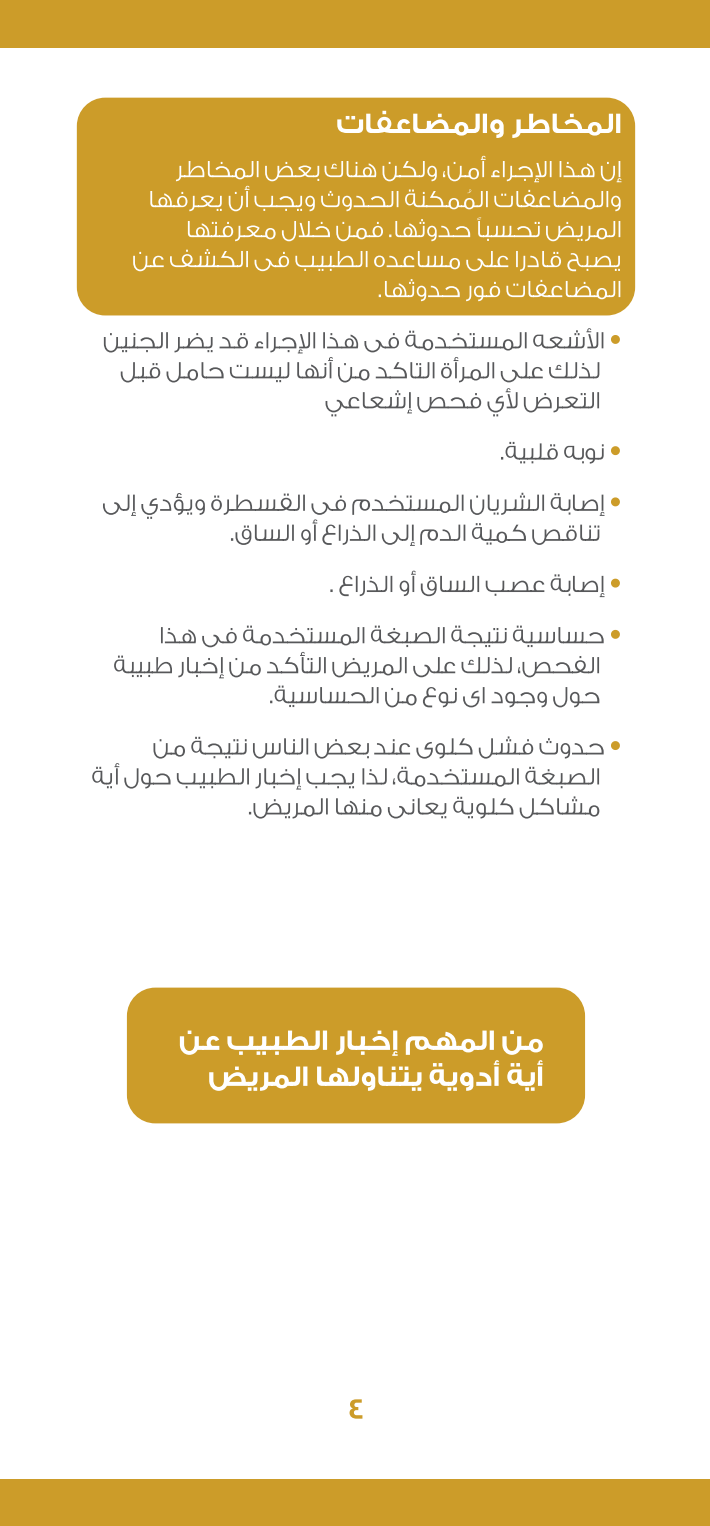 المخاطر والمضاعفات
إن هذا الإجراء أمن، ولكن هناك بعض المخاطر
والمضاعفات المُمكنة الحدوث ويجب أن يعرفها
المريض تحسباً حدوثها. فمن خلال معرفتها
يصبح قادرا على مساعده الطبيب فى الكشف عن
المضاعفات فور حدوثها.
• الأشعه المستخدمة فى هذا الإجراء قد يضر الجنين
لذلك على المرأة التاكد من أنها ليست حامل قبل
التعرض لأي فحص إشعاعي
• نوبه قلبية.
• إصابة الشريان المستخدم فى القسطرة ويؤدي إلى
تناقص كمية الدم إلى الذراع أو الساق.
• إصابة عصب الساق أو الذراع .
• حساسية نتيجة الصبغة المستخدمة فى هذا
الفحص، لذلك على المريض التأكد من إخبار طبيبة
حول وجود اى نوع من الحساسية.
• حدوث فشل كلوى عند بعض الناس نتيجة من
الصبغة المستخدمة، لذا يجب إخبار الطبيب حول أية
مشاكل كلوية يعانى منها المريض.
من المهم إخبار الطبيب عن
أية أدوية يتناولها المريض
٤